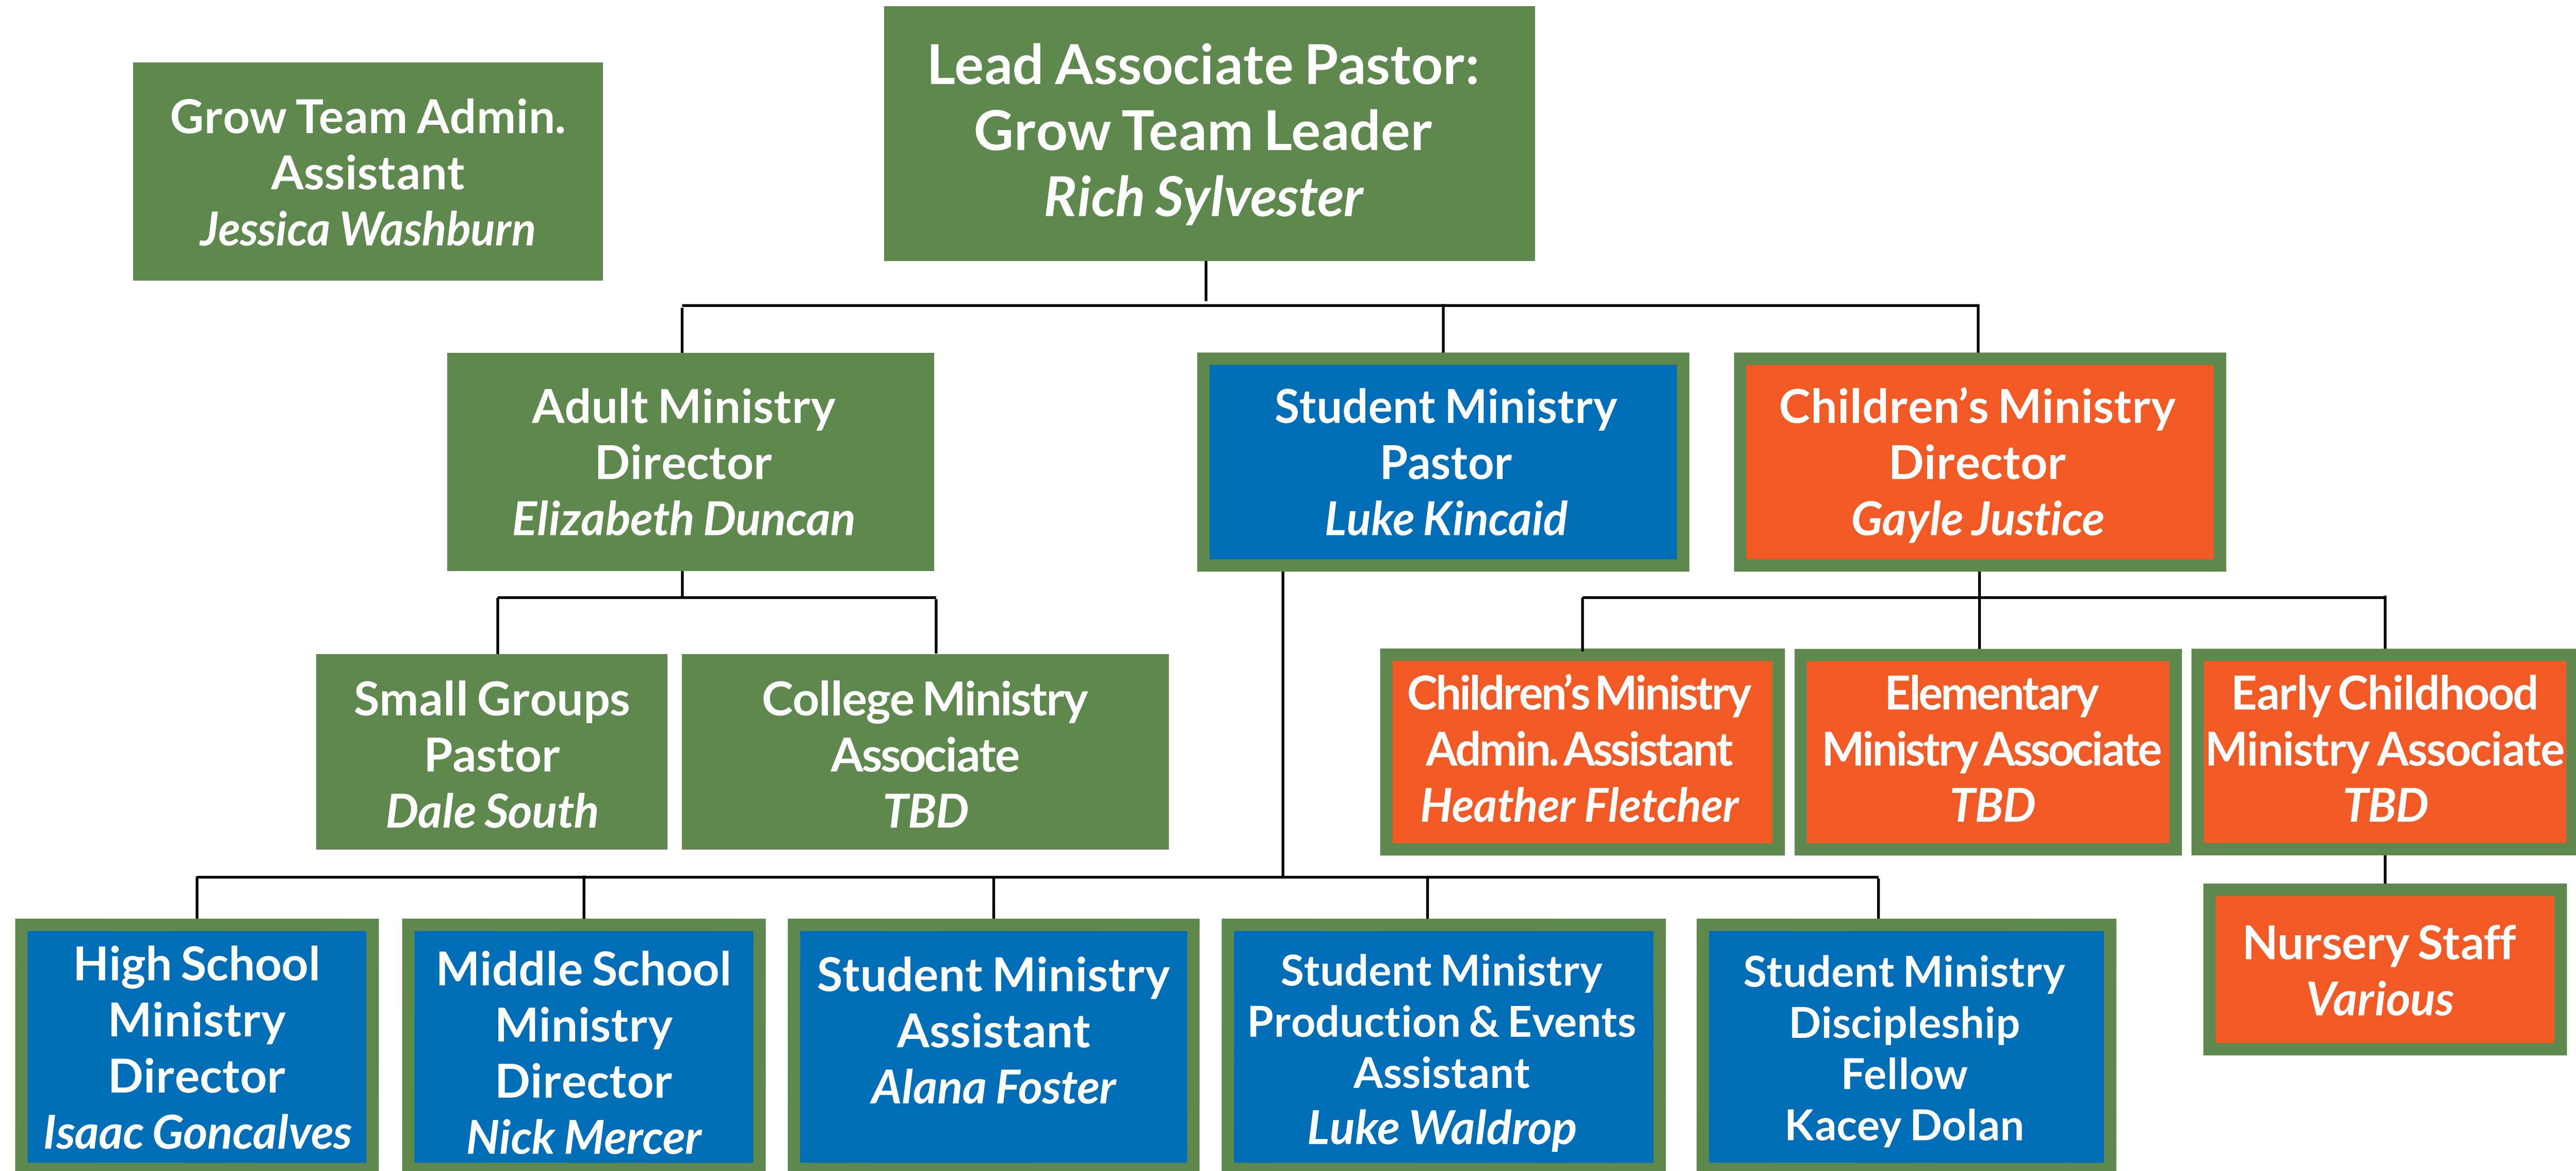 Grow Team Admin.
Assistant
Jessica Washburn
Lead Associate Pastor:
Grow Team Leader
Rich Sylvester
Adult Ministry
Director
Elizabeth Duncan
Student Ministry
Pastor
Luke Kincaid
Children’s Ministry
Director
Gayle Justice
Small Groups
Pastor
Dale South
College Ministry
Associate
TBD
Children’s Ministry
Admin. Assistant
Heather Fletcher
Elementary
Ministry Associate
TBD
Early Childhood
Ministry Associate
TBD
High School
Ministry
Director
Isaac Goncalves
Middle School
Ministry
Director
Nick Mercer
Student Ministry
Assistant
Alana Foster
Student Ministry
Production & Events
Assistant
Luke Waldrop
Student Ministry
Discipleship
Fellow
Kacey Dolan
Nursery Staff
Various